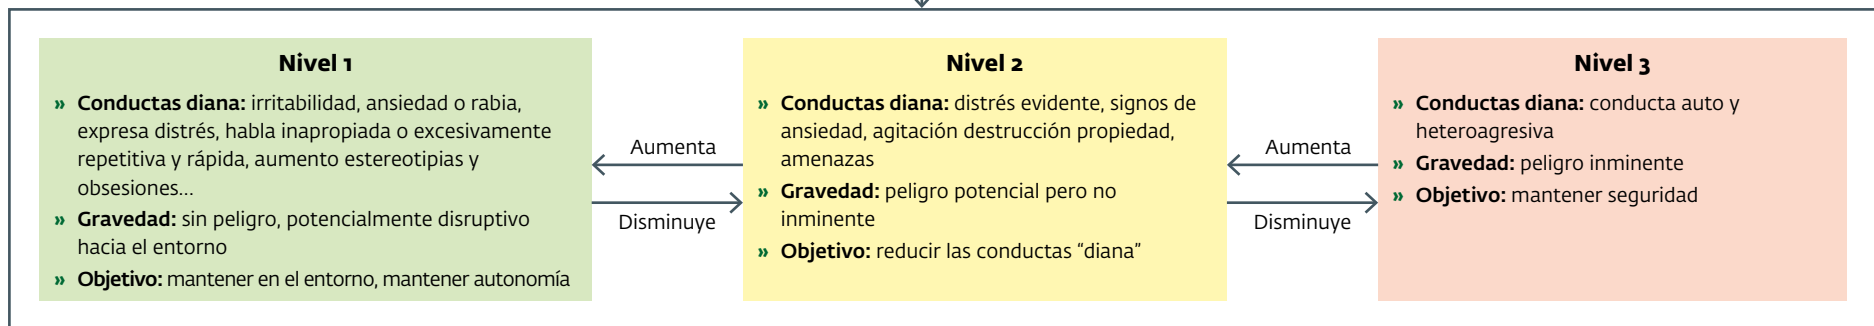 Nivel 1
» Conductas diana: irritabilidad, ansiedad o rabia,
expresa distrés, habla inapropiada o excesivamente
repetitiva y rápida, aumento estereotipias y
obsesiones...
» Gravedad: sin peligro, potencialmente disruptivo
hacia el entorno
» Objetivo: mantener en el entorno, mantener autonomía
Aumenta
Disminuye
Nivel 2
» Conductas diana: distrés evidente, signos de
ansiedad, agitación destrucción propiedad,
amenazas
» Gravedad: peligro potencial pero no
inminente
» Objetivo: reducir las conductas “diana”
Aumenta
Disminuye
Nivel 3
» Conductas diana: conducta auto y
heteroagresiva
» Gravedad: peligro inminente
» Objetivo: mantener seguridad